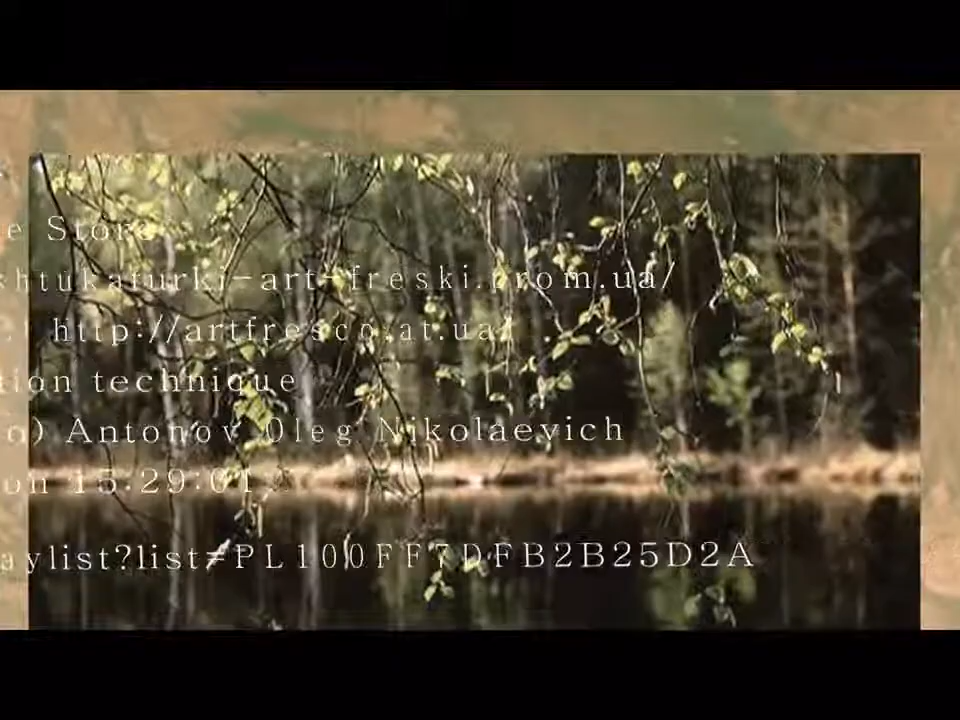 e Store
shtukaturki-art-freski.prom.ua/
http://artfresco.at.ua/
tion technique
o) Antonov Oleg Nikolaevich
on 15:29:01
aylist?list=PL100FF7DFB2B25D2A